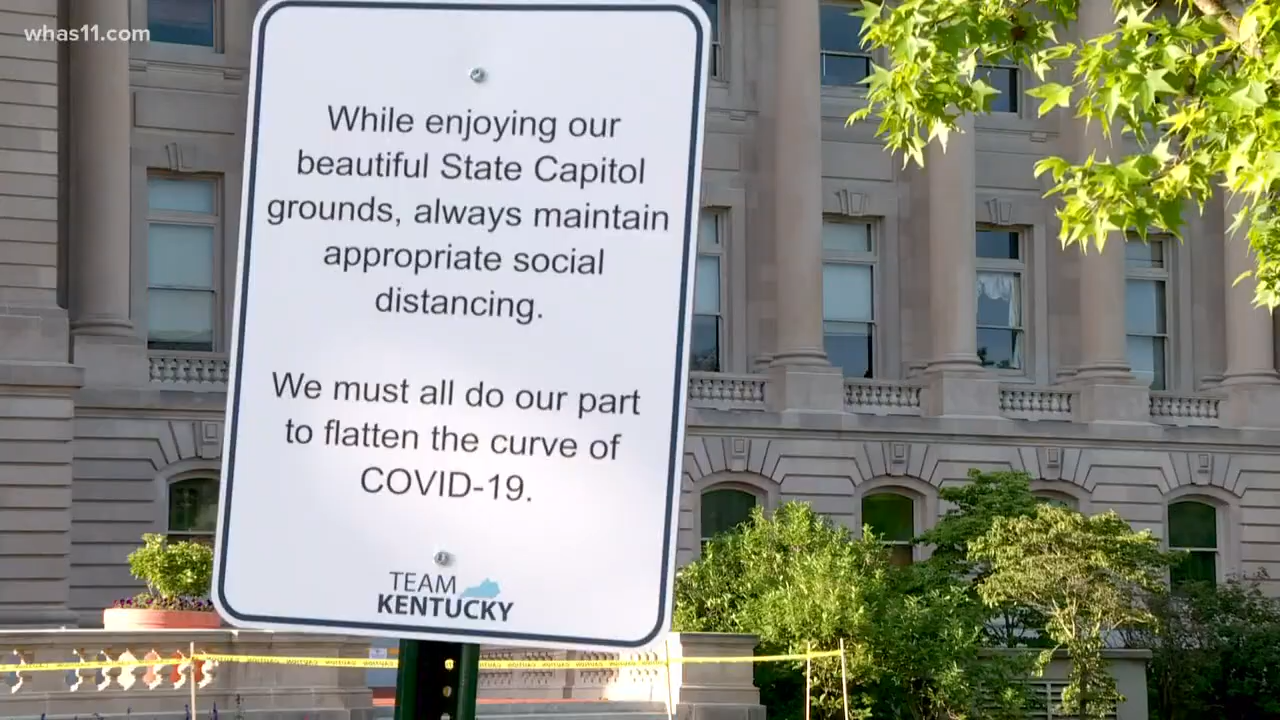 whas11.com
While enjoying our
beautiful State Capitol
grounds, always maintain
appropriate social
distancing.
We must all do our part
to flatten the curve of
COVID-19.
TEAM
KENTUCKY